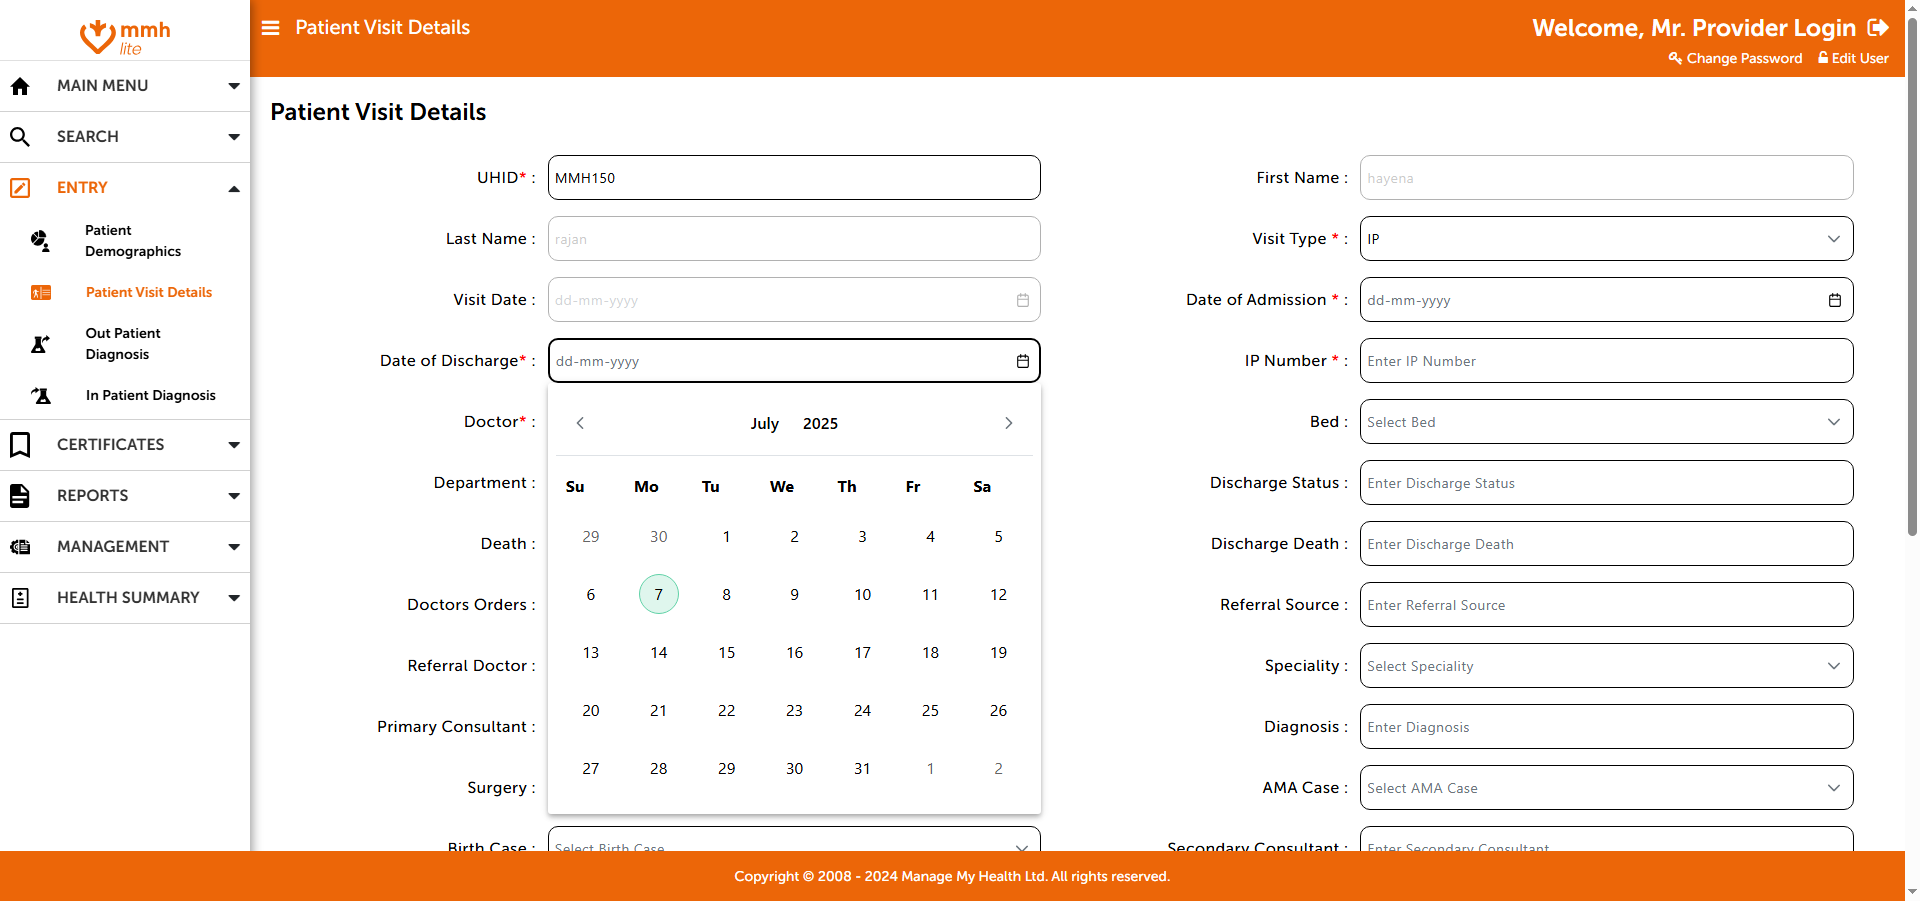 mmh
lite
MAIN MENU
SEARCH
ENTRY
Patient
Demographics
Patient Visit Details
Out Patient
Diagnosis
In Patient Diagnosis
CERTIFICATES
REPORTS
MANAGEMENT
HEALTH SUMMARY
Patient Visit Details
Welcome, Mr. Provider Login
Change Password Edit User
Patient Visit Details
UHID* : MMH150
First Name : hayena
Last Name : rajan
Visit Type * : IP
Visit Date : dd-mm-yyyy
Date of Admission * : dd-mm-yyyy
Date of Discharge* : dd-mm-yyyy
IP Number * : Enter IP Number
Doctor* :
Bed : Select Bed
Department :
Discharge Status : Enter Discharge Status
Death :
Discharge Death : Enter Discharge Death
Doctors Orders :
Referral Source : Enter Referral Source
Referral Doctor :
Speciality : Select Speciality
Primary Consultant :
Diagnosis : Enter Diagnosis
Surgery :
AMA Case : Select AMA Case
Birth Case : Select Birth Case
Secondary Consultant : Enter Secondary Consultant
July 2025
Su Mo Tu We Th Fr Sa
29 30 1 2 3 4 5
6 7 8 9 10 11 12
13 14 15 16 17 18 19
20 21 22 23 24 25 26
27 28 29 30 31 1 2
Copyright © 2008 - 2024 Manage My Health Ltd. All rights reserved.